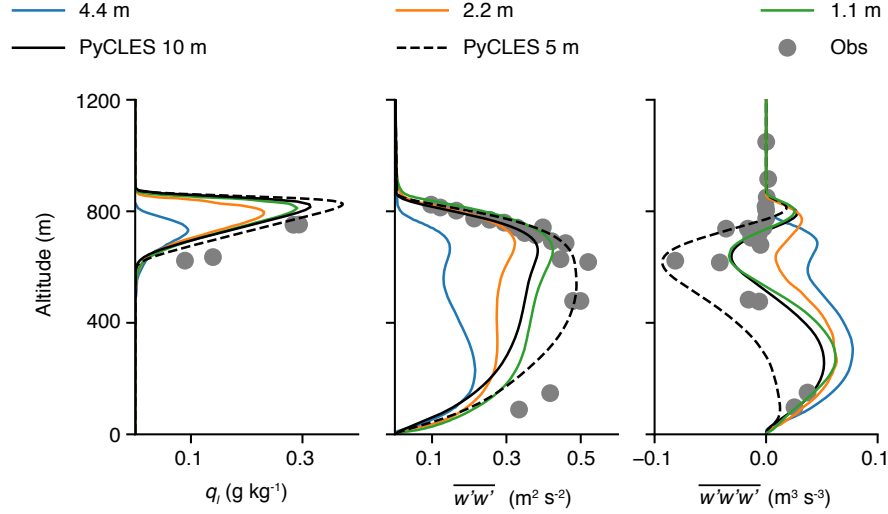 4.4 m 2.2 m 1.1 m
PyCLES 10 m PyCLES 5 m Obs
1200
800
400
0
Altitude (m)
0.1 0.3 0.1 0.3 0.5 −0.1 0.0 0.1
qₗ (g kg⁻¹) w'w' (m² s⁻²) w'w'w' (m³ s⁻³)